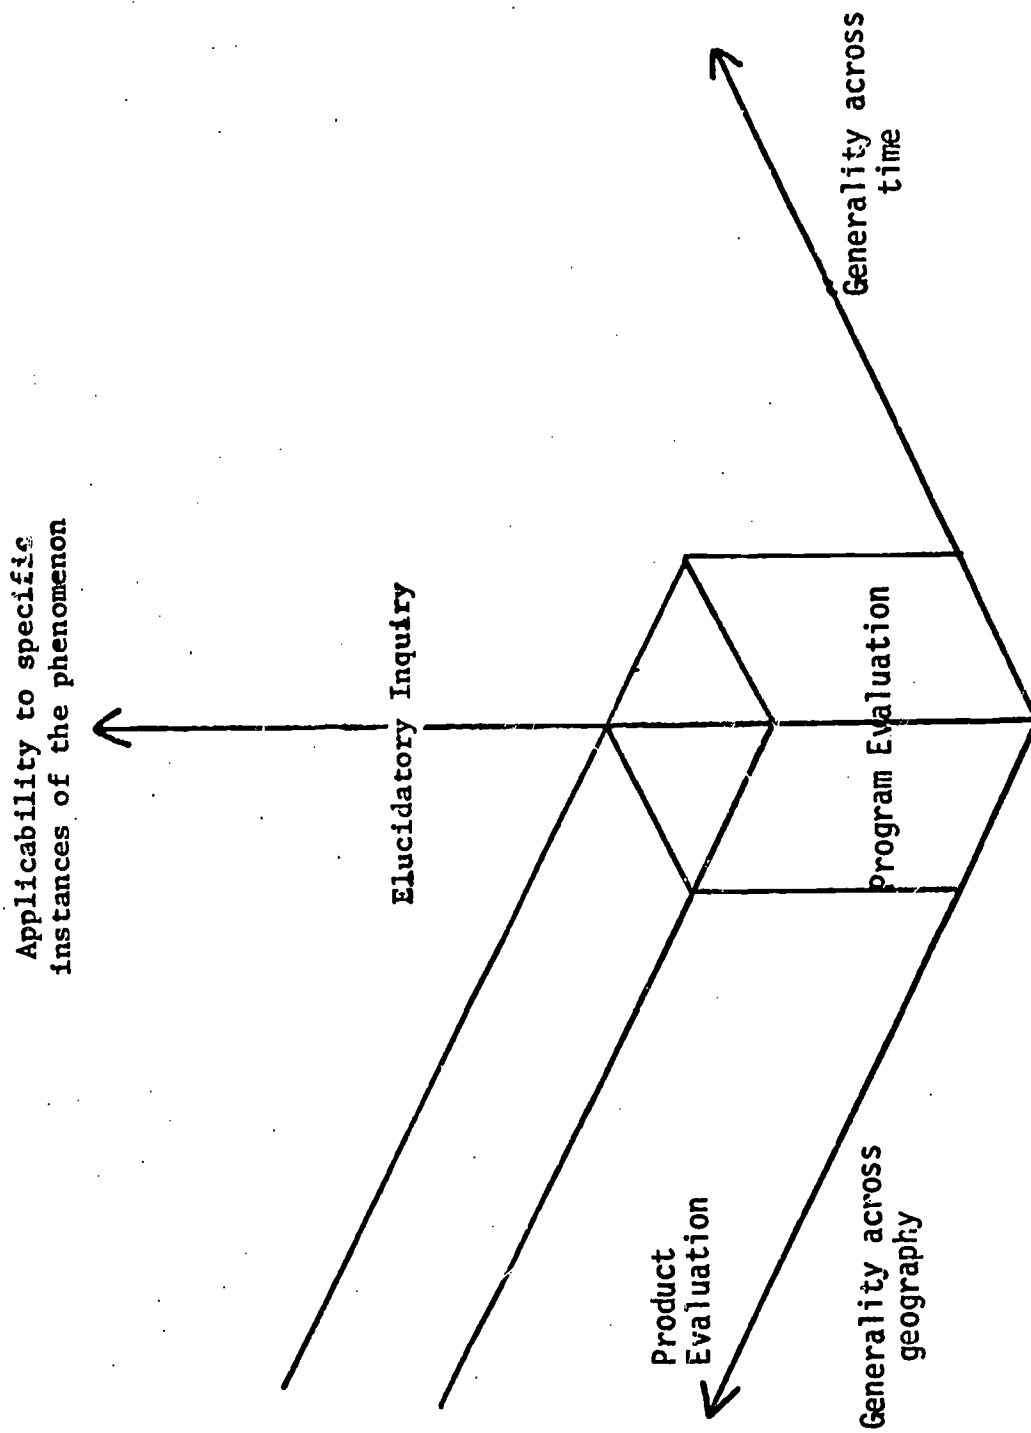 Applicability to specific
instances of the phenomenon
Elucidatory Inquiry
Product
Evaluation
Program Evaluation
Generality across
geography
Generality across
time